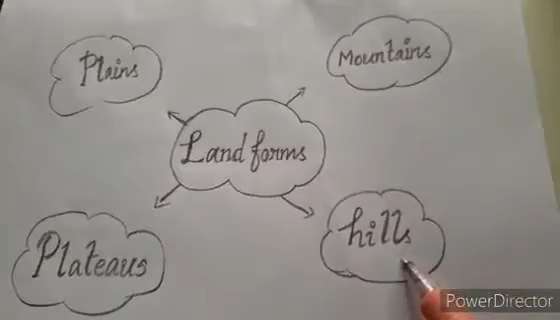 Plains
Mountains
Land forms
Plateaus
hills
PowerDirector